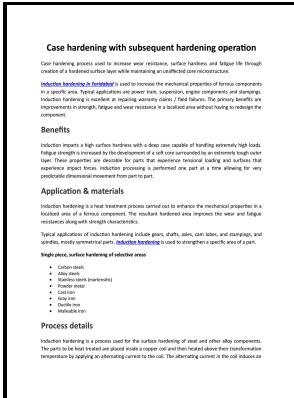 Case hardening with subsequent hardening operation
Case hardening process used to increase wear resistance, surface hardness and fatigue life through
creation of a hardened surface layer while maintaining an unaffected core microstructure.
Induction hardening in Faridabad is used to increase the mechanical properties of ferrous components
in a specific area. Typical applications are power train, suspension, engine components and stampings.
Induction hardening is excellent at repairing warranty claims / field failures. The primary benefits are
improvements in strength, fatigue and wear resistance in a localized area without having to redesign the
component.
Benefits
Induction imparts a high surface hardness with a deep case capable of handling extremely high loads.
Fatigue strength is increased by the development of a soft core surrounded by an extremely tough outer
layer. These properties are desirable for parts that experience torsional loading and surfaces that
experience impact forces. Induction processing is performed one part at a time allowing for very
predictable dimensional movement from part to part.
Application & materials
Induction hardening is a heat treatment process carried out to enhance the mechanical properties in a
localized area of a ferrous component. The resultant hardened area improves the wear and fatigue
resistances along with strength characteristics.
Typical applications of induction hardening include gears, shafts, axles, cam lobes, and stampings, and
spindles, mostly symmetrical parts. Induction hardening is used to strengthen a specific area of a part.
Single piece, surface hardening of selective areas
• Carbon steels
• Alloy steels
• Stainless steels (martensitic)
• Powder metal
• Cast iron
• Gray iron
• Ductile iron
• Malleable iron
Process details
Induction hardening is a process used for the surface hardening of steel and other alloy components.
The parts to be heat treated are placed inside a copper coil and then heated above their transformation
temperature by applying an alternating current to the coil. The alternating current in the coil induces an